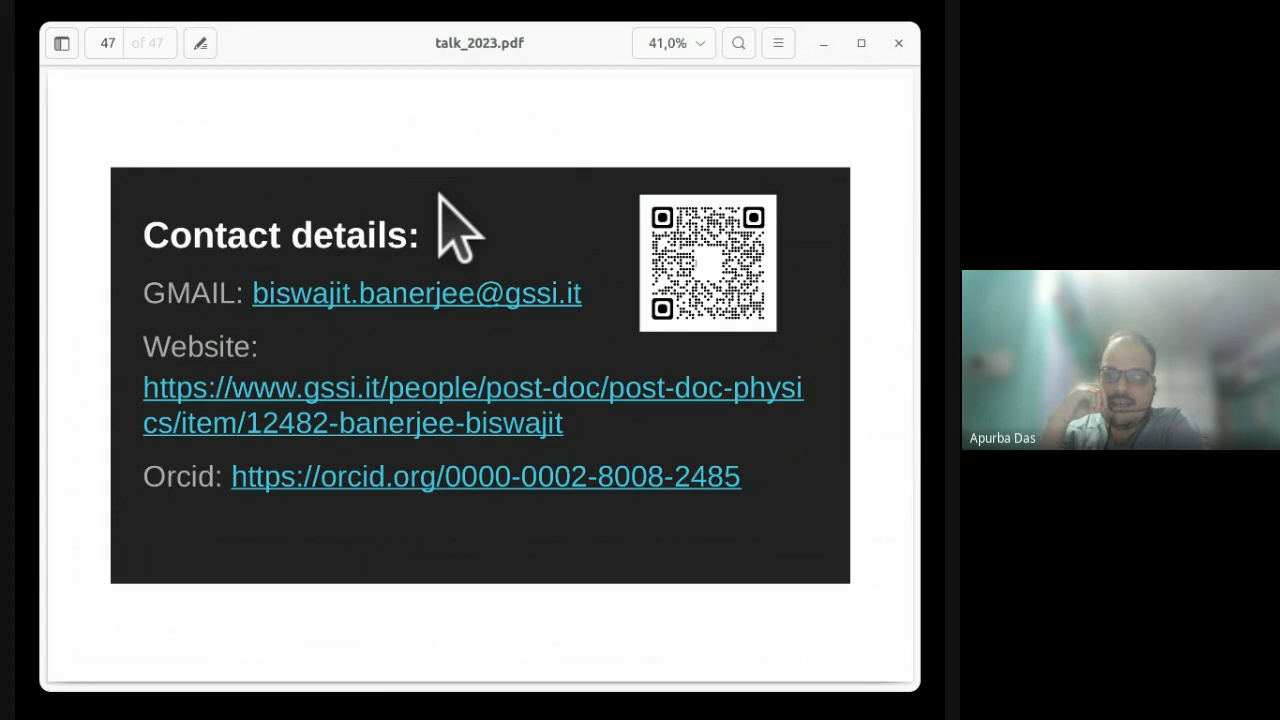 47 of 47
talk_2023.pdf
41,0%
Contact details:
GMAIL: biswajit.banerjee@gssi.it
Website:
https://www.gssi.it/people/post-doc/post-doc-physi
cs/item/12482-banerjee-biswajit
Orcid: https://orcid.org/0000-0002-8008-2485
Apurba Das